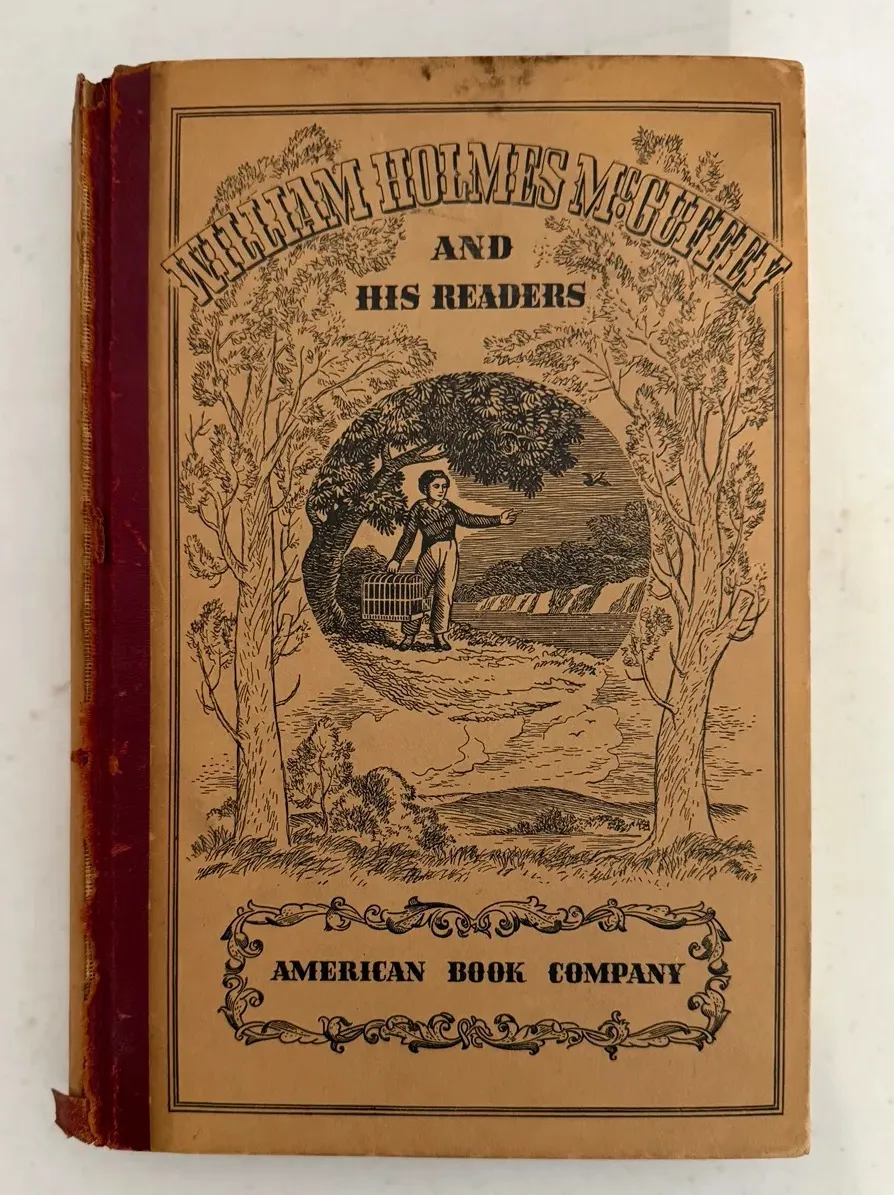 WILLIAM HOLMES McGUFFEY
AND
HIS READERS
AMERICAN BOOK COMPANY